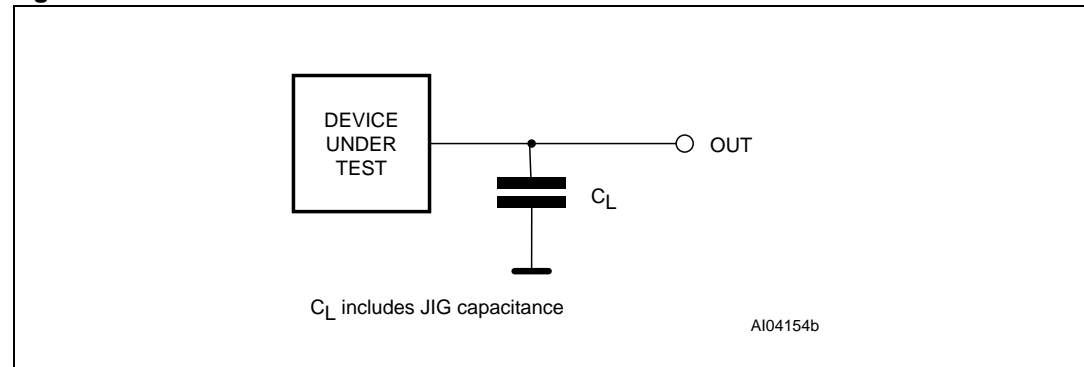 DEVICE
UNDER
TEST
OUT
CL
CL includes JIG capacitance
AI04154b